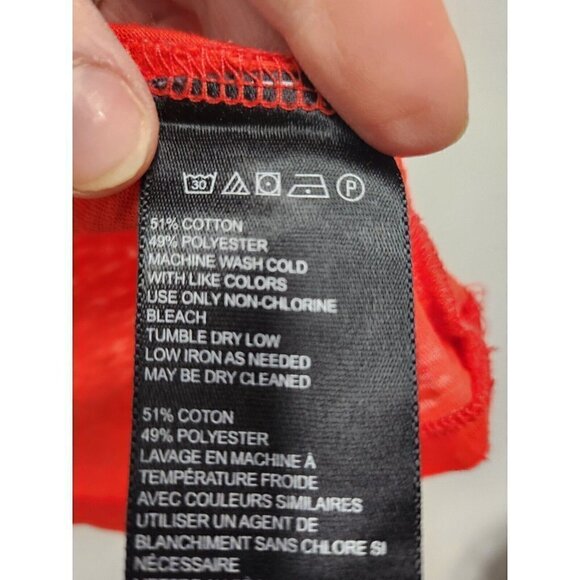 30 P
51% COTTON
49% POLYESTER
MACHINE WASH COLD
WITH LIKE COLORS
USE ONLY NON-CHLORINE
BLEACH
TUMBLE DRY LOW
LOW IRON AS NEEDED
MAY BE DRY CLEANED
51% COTON
49% POLYESTER
LAVAGE EN MACHINE À
TEMPÉRATURE FROIDE
AVEC COULEURS SIMILAIRES
UTILISER UN AGENT DE
BLANCHIMENT SANS CHLORE SI
NÉCESSAIRE